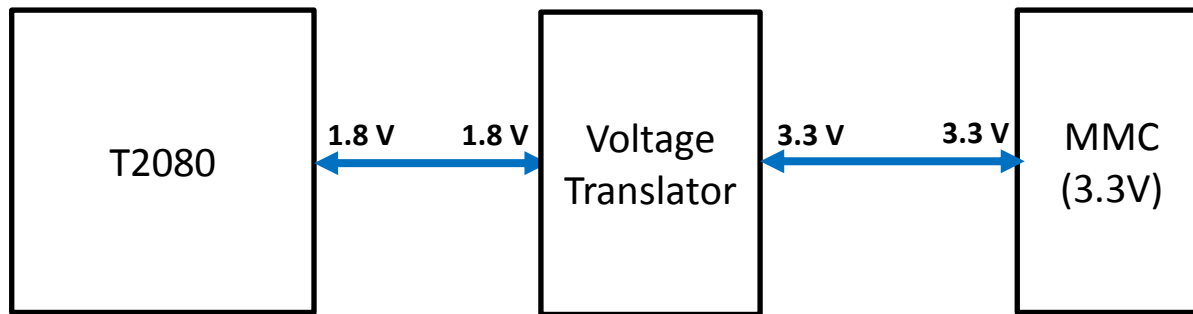 T2080
1.8 V
1.8 V
Voltage
Translator
3.3 V
3.3 V
MMC
(3.3V)